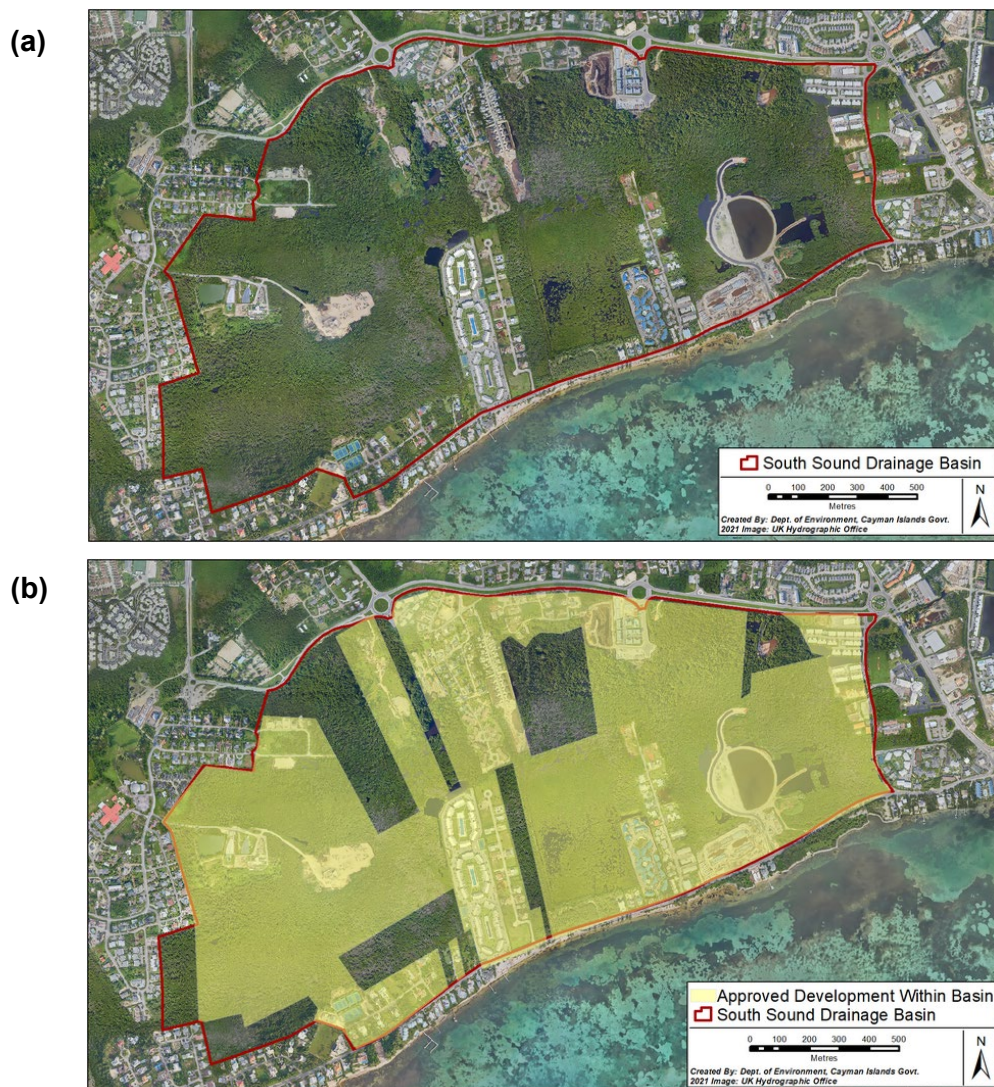 (a)
South Sound Drainage Basin
0 100 200 300 400 500
Metres
N
Created By: Dept. of Environment, Cayman Islands Govt.
2021 Image: UK Hydrographic Office
(b)
Approved Development Within Basin
South Sound Drainage Basin
0 100 200 300 400 500
Metres
N
Created By: Dept. of Environment, Cayman Islands Govt.
2021 Image: UK Hydrographic Office